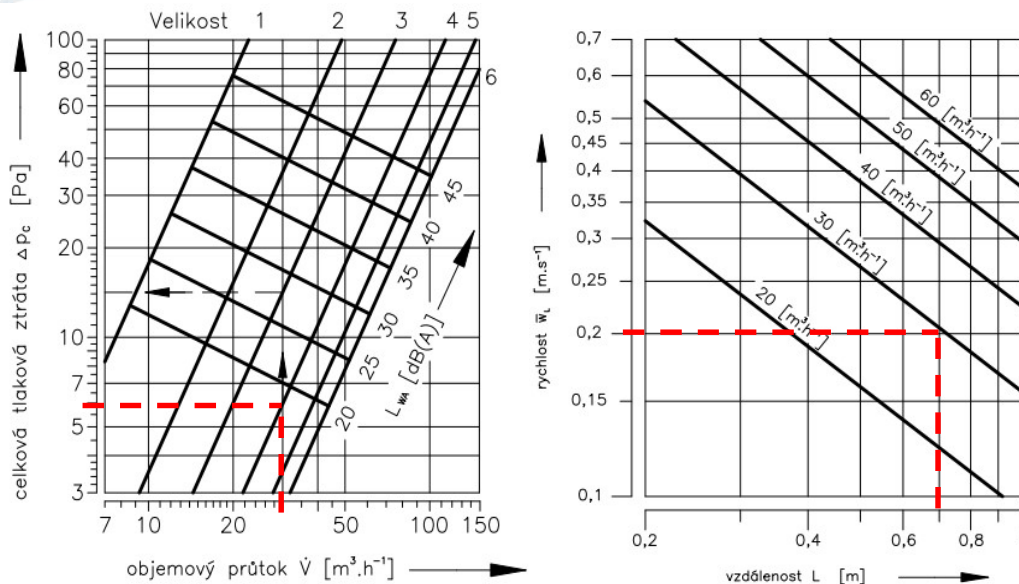 Velikost 1 2 3 4 5
6
100
80
60
40
30
20
10
7
5
3
celková tlaková ztráta Δpc [Pa]
45
40
35
30
25
20
LWA [dB(A)]
7 10 20 50 100 150
objemový průtok V̇ [m³.h⁻¹]
0,7
0,6
0,5
0,45
0,4
0,35
0,3
0,25
0,2
0,15
0,1
rychlost w̅L [m.s⁻¹]
60 [m³.h⁻¹]
50 [m³.h⁻¹]
40 [m³.h⁻¹]
30 [m³.h⁻¹]
20 [m³.h⁻¹]
0,2 0,4 0,6 0,8
vzdálenost L [m]